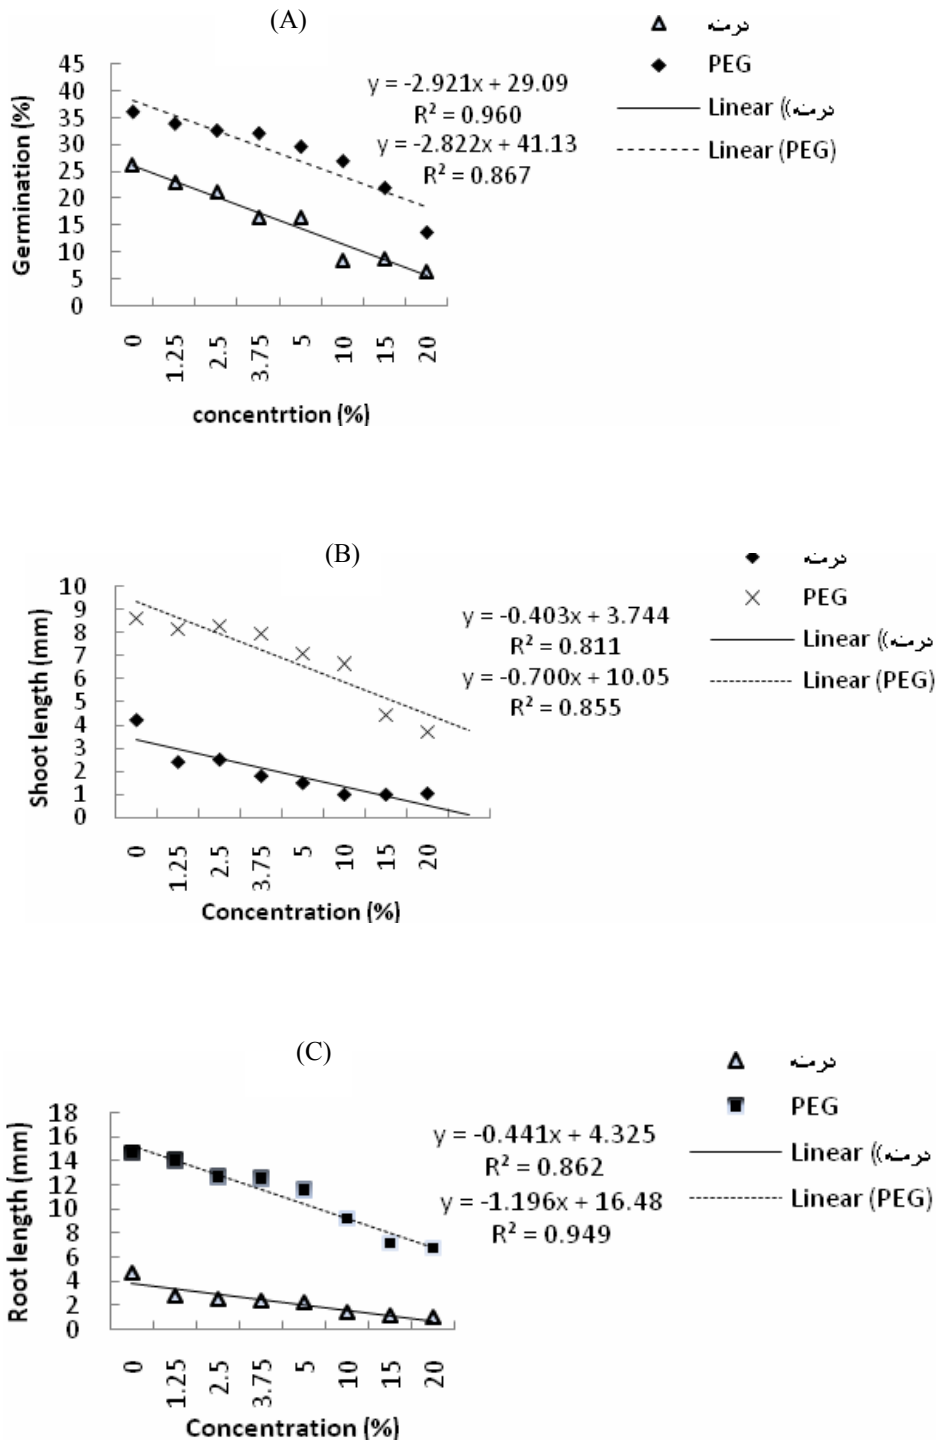 (A)
درمنه
PEG
Linear ((درمنه
Linear (PEG)
y = -2.921x + 29.09
R² = 0.960
y = -2.822x + 41.13
R² = 0.867
Germination (%)
45
40
35
30
25
20
15
10
5
0
0 1.25 2.5 3.75 5 10 15 20
concentrtion (%)
(B)
درمنه
PEG
Linear ((درمنه
Linear (PEG)
y = -0.403x + 3.744
R² = 0.811
y = -0.700x + 10.05
R² = 0.855
Shoot length (mm)
10
9
8
7
6
5
4
3
2
1
0
0 1.25 2.5 3.75 5 10 15 20
Concentration (%)
(C)
درمنه
PEG
Linear ((درمنه
Linear (PEG)
y = -0.441x + 4.325
R² = 0.862
y = -1.196x + 16.48
R² = 0.949
Root length (mm)
18
16
14
12
10
8
6
4
2
0
0 1.25 2.5 3.75 5 10 15 20
Concentration (%)